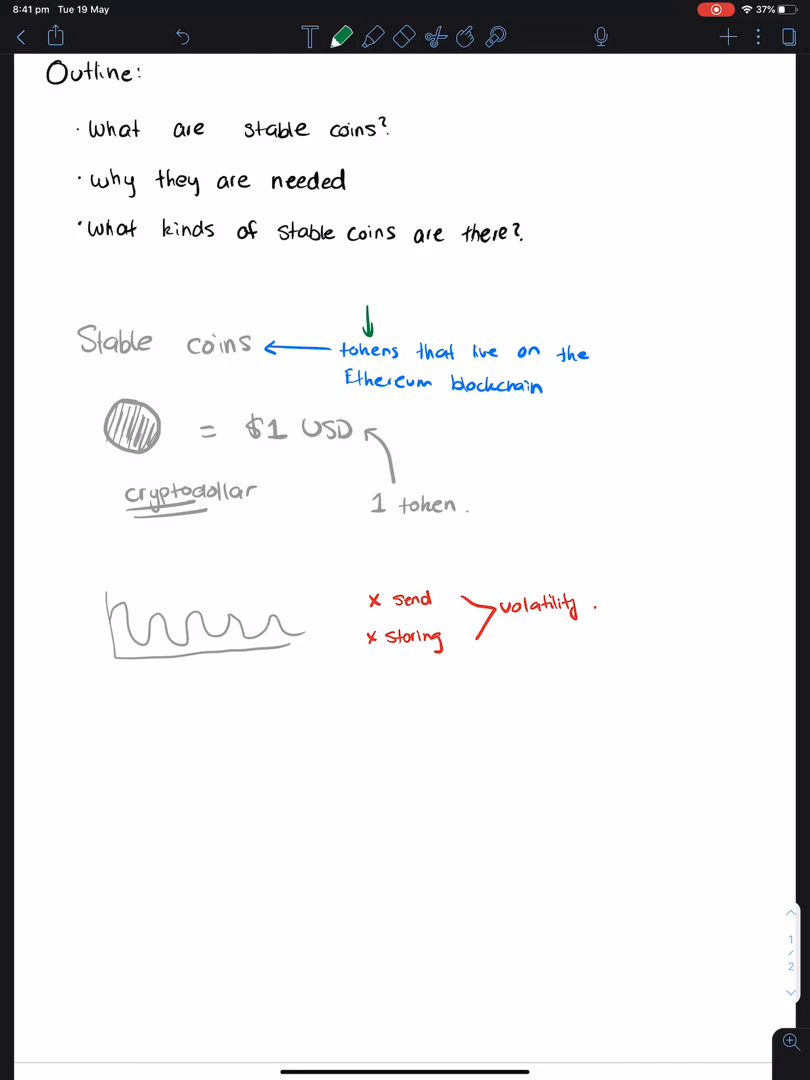 8:41 pm Tue 19 May
37%
T
Outline:
· What are stable coins?
· why they are needed
· What kinds of stable coins are there?
Stable coins ← tokens that live on the
Ethereum blockchain
= $1 USD
cryptodollar
1 token.
x send
x storing
volatility.
1
/
2